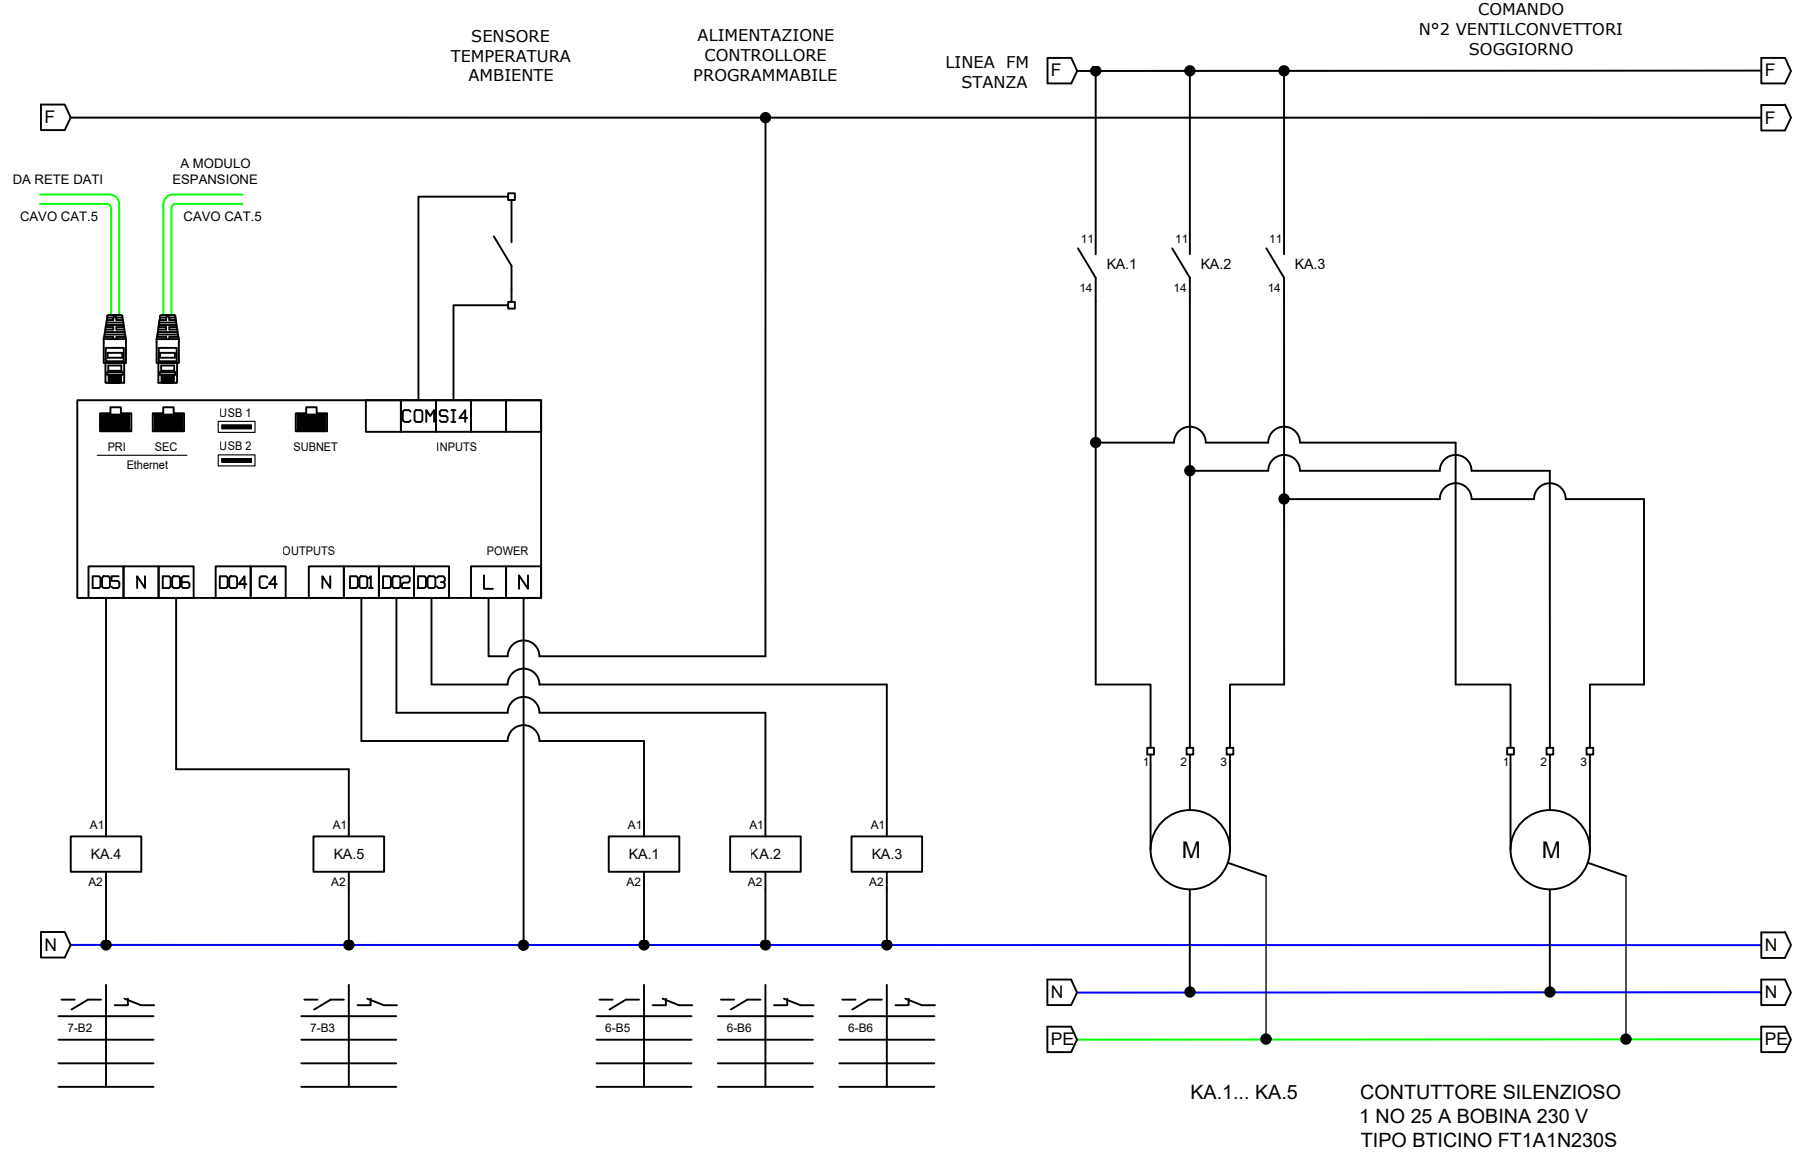 COMANDO
N°2 VENTILCONVETTORI
SOGGIORNO
SENSORE
TEMPERATURA
AMBIENTE
ALIMENTAZIONE
CONTROLLORE
PROGRAMMABILE
LINEA FM
STANZA
F
F
F
F
DA RETE DATI
CAVO CAT.5
A MODULO
ESPANSIONE
CAVO CAT.5
11
KA.1
14
11
KA.2
14
11
KA.3
14
COM SI4
INPUTS
PRI SEC
Ethernet
USB 1
USB 2
SUBNET
OUTPUTS
POWER
DO5 N DO6 DO4 C4 N DO1 DO2 DO3 L N
1 2 3
1 2 3
M
M
A1
KA.4
A2
A1
KA.5
A2
A1
KA.1
A2
A1
KA.2
A2
A1
KA.3
A2
N
N
N
N
PE
PE
7-B2
7-B3
6-B5
6-B6
6-B6
KA.1... KA.5
CONTUTTORE SILENZIOSO
1 NO 25 A BOBINA 230 V
TIPO BTICINO FT1A1N230S